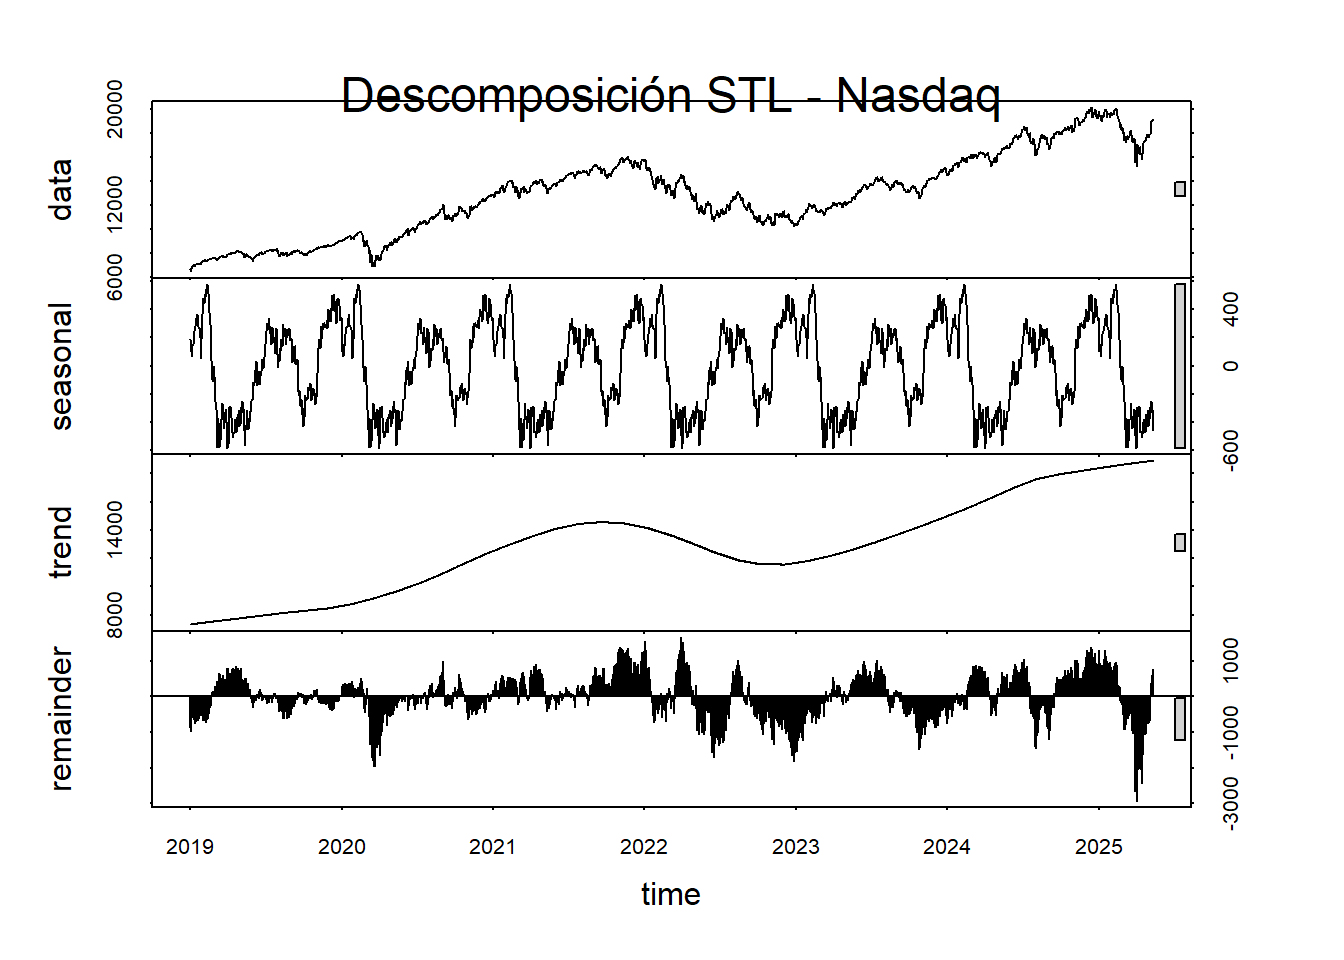 Descomposición STL - Nasdaq
data
6000 12000 20000
seasonal
-600 0 400
trend
8000 14000
remainder
-3000 -1000 1000
2019 2020 2021 2022 2023 2024 2025
time